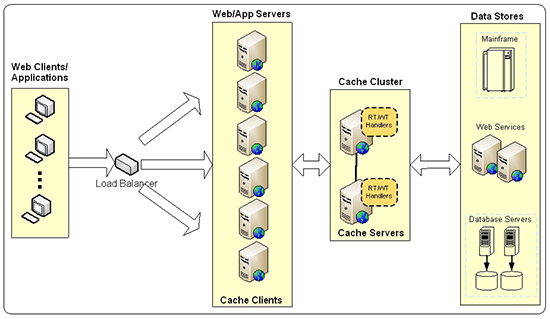 Web/App Servers
Data Stores
Mainframe
Web Clients/
Applications
Cache Cluster
RT/WT
Handlers
Web Services
Load Balancer
RT/WT
Handlers
Database Servers
Cache Servers
Cache Clients